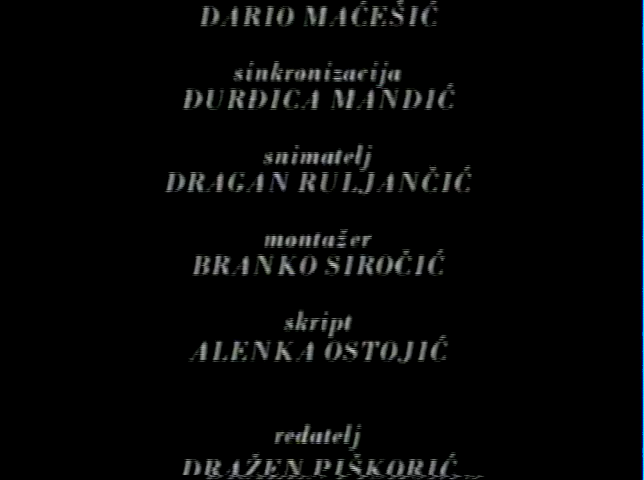 DARIO MAĆEŠIĆ
sinkronizacija
ĐURĐICA MANDIĆ
snimatelj
DRAGAN RULJANČIĆ
montažer
BRANKO SIROČIĆ
skript
ALENKA OSTOJIĆ
redatelj
DRAŽEN PIŠKORIĆ